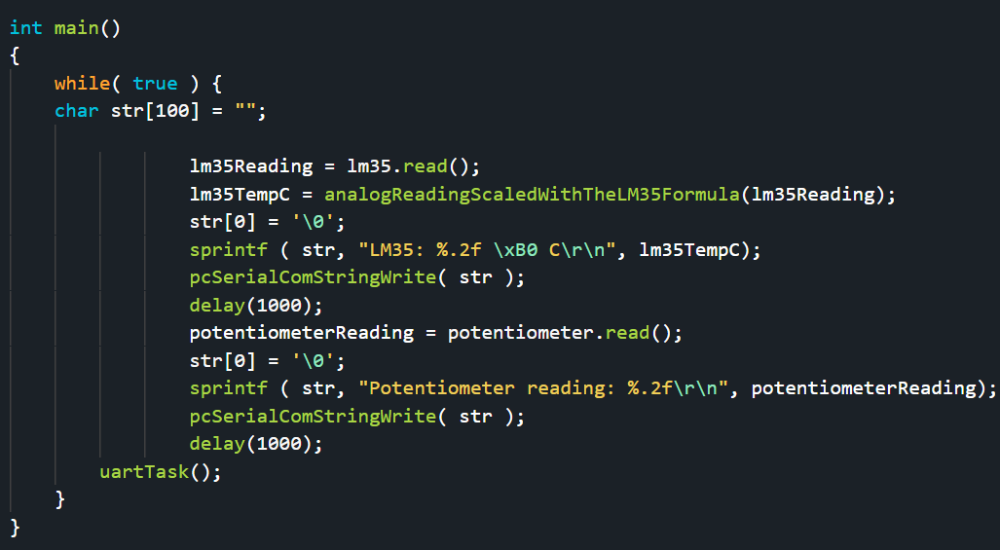 int main()
{
    while( true ) {
    char str[100] = "";
                lm35Reading = lm35.read();
                lm35TempC = analogReadingScaledWithTheLM35Formula(lm35Reading);
                str[0] = '\0';
                sprintf ( str, "LM35: %.2f \xB0 C\r\n", lm35TempC);
                pcSerialComStringWrite( str );
                delay(1000);
                potentiometerReading = potentiometer.read();
                str[0] = '\0';
                sprintf ( str, "Potentiometer reading: %.2f\r\n", potentiometerReading);
                pcSerialComStringWrite( str );
                delay(1000);
        uartTask();
    }
}